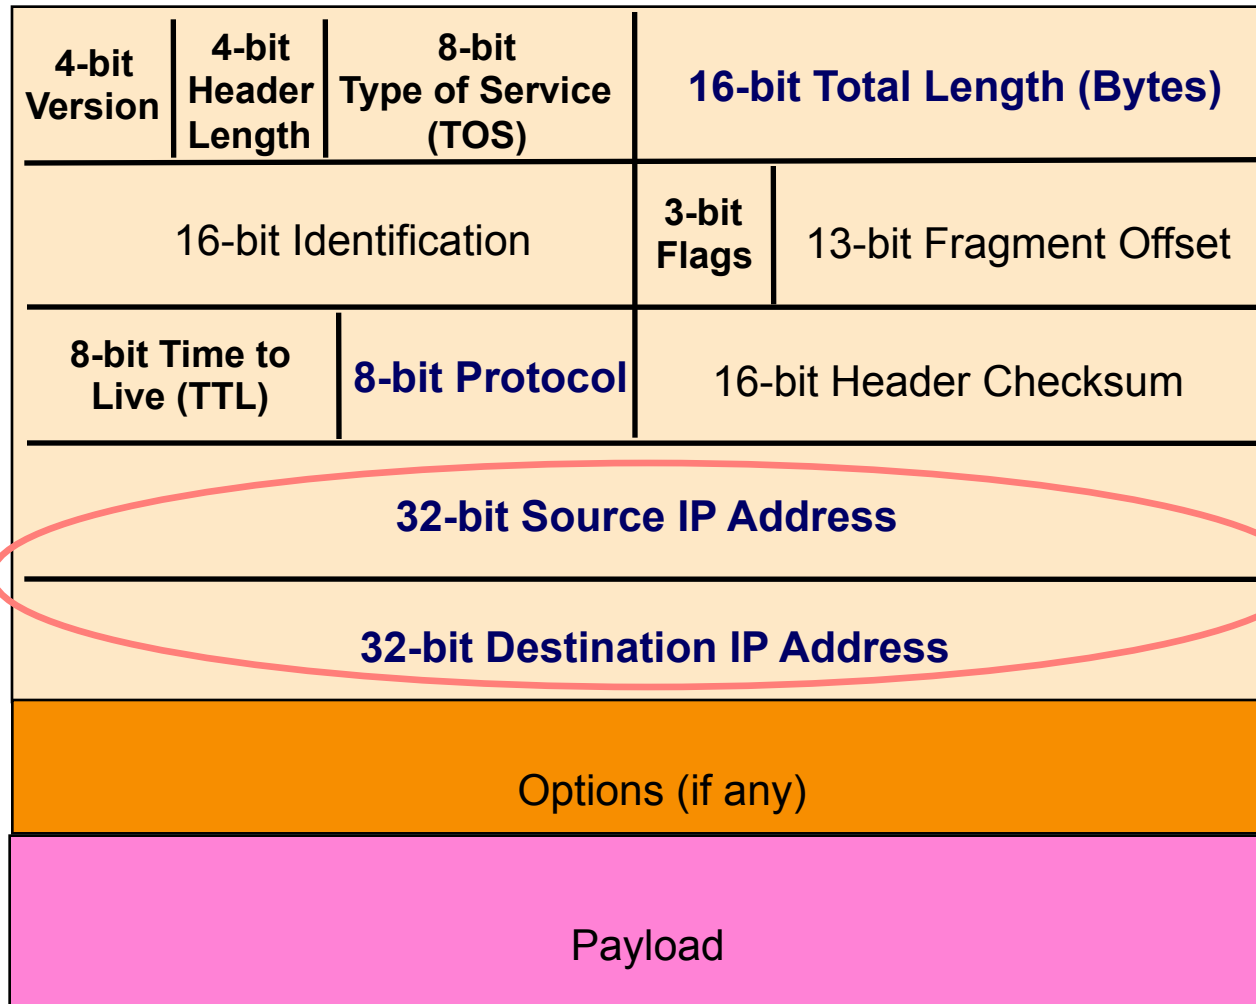 4-bit
Version
4-bit
Header
Length
8-bit
Type of Service
(TOS)
16-bit Total Length (Bytes)
16-bit Identification
3-bit
Flags
13-bit Fragment Offset
8-bit Time to
Live (TTL)
8-bit Protocol
16-bit Header Checksum
32-bit Source IP Address
32-bit Destination IP Address
Options (if any)
Payload